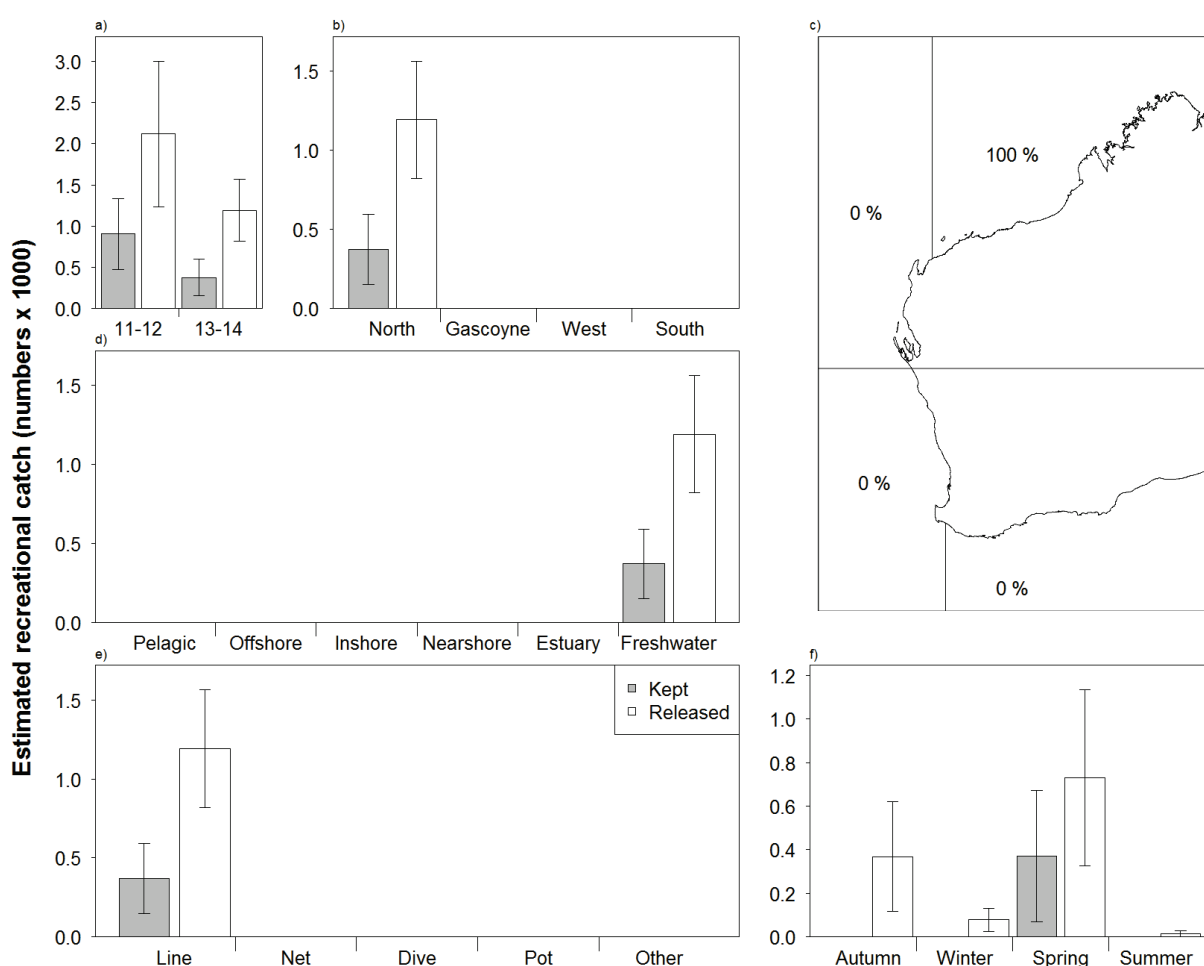 Estimated recreational catch (numbers x 1000)
a)
3.0
2.5
2.0
1.5
1.0
0.5
0.0
11-12 13-14
b)
1.5
1.0
0.5
0.0
North Gascoyne West South
c)
100 %
0 %
0 %
0 %
d)
1.5
1.0
0.5
0.0
Pelagic Offshore Inshore Nearshore Estuary Freshwater
e)
1.5
1.0
0.5
0.0
Kept
Released
Line Net Dive Pot Other
f)
1.2
1.0
0.8
0.6
0.4
0.2
0.0
Autumn Winter Spring Summer